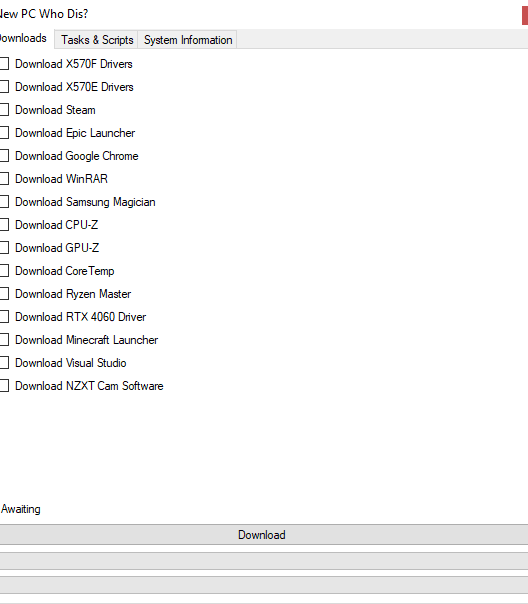 New PC Who Dis?
Downloads Tasks & Scripts System Information
Download X570F Drivers
Download X570E Drivers
Download Steam
Download Epic Launcher
Download Google Chrome
Download WinRAR
Download Samsung Magician
Download CPU-Z
Download GPU-Z
Download CoreTemp
Download Ryzen Master
Download RTX 4060 Driver
Download Minecraft Launcher
Download Visual Studio
Download NZXT Cam Software
Awaiting
Download